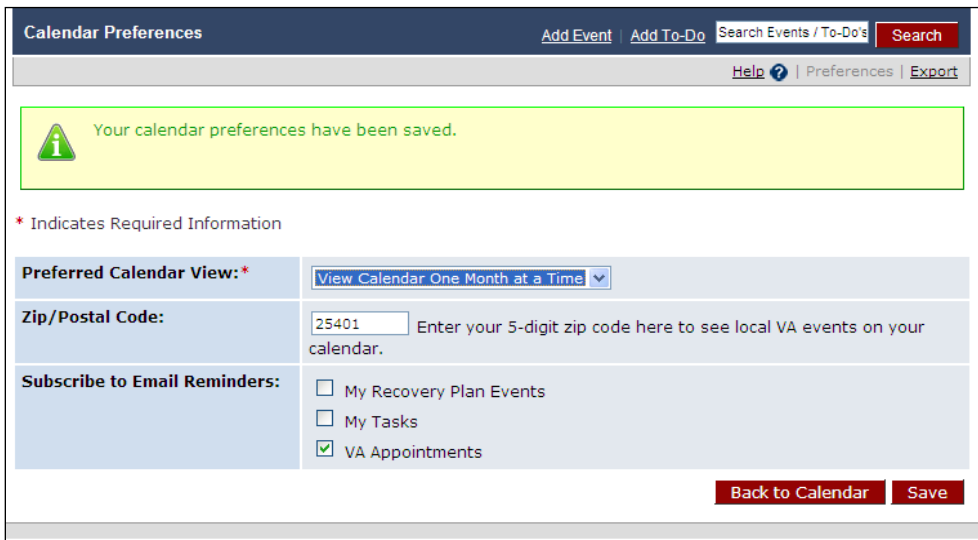 Calendar Preferences Add Event | Add To-Do Search Events / To-Do's Search
Help ? | Preferences | Export
Your calendar preferences have been saved.
* Indicates Required Information
Preferred Calendar View:* View Calendar One Month at a Time
Zip/Postal Code: 25401 Enter your 5-digit zip code here to see local VA events on your
calendar.
Subscribe to Email Reminders: My Recovery Plan Events
My Tasks
VA Appointments
Back to Calendar Save